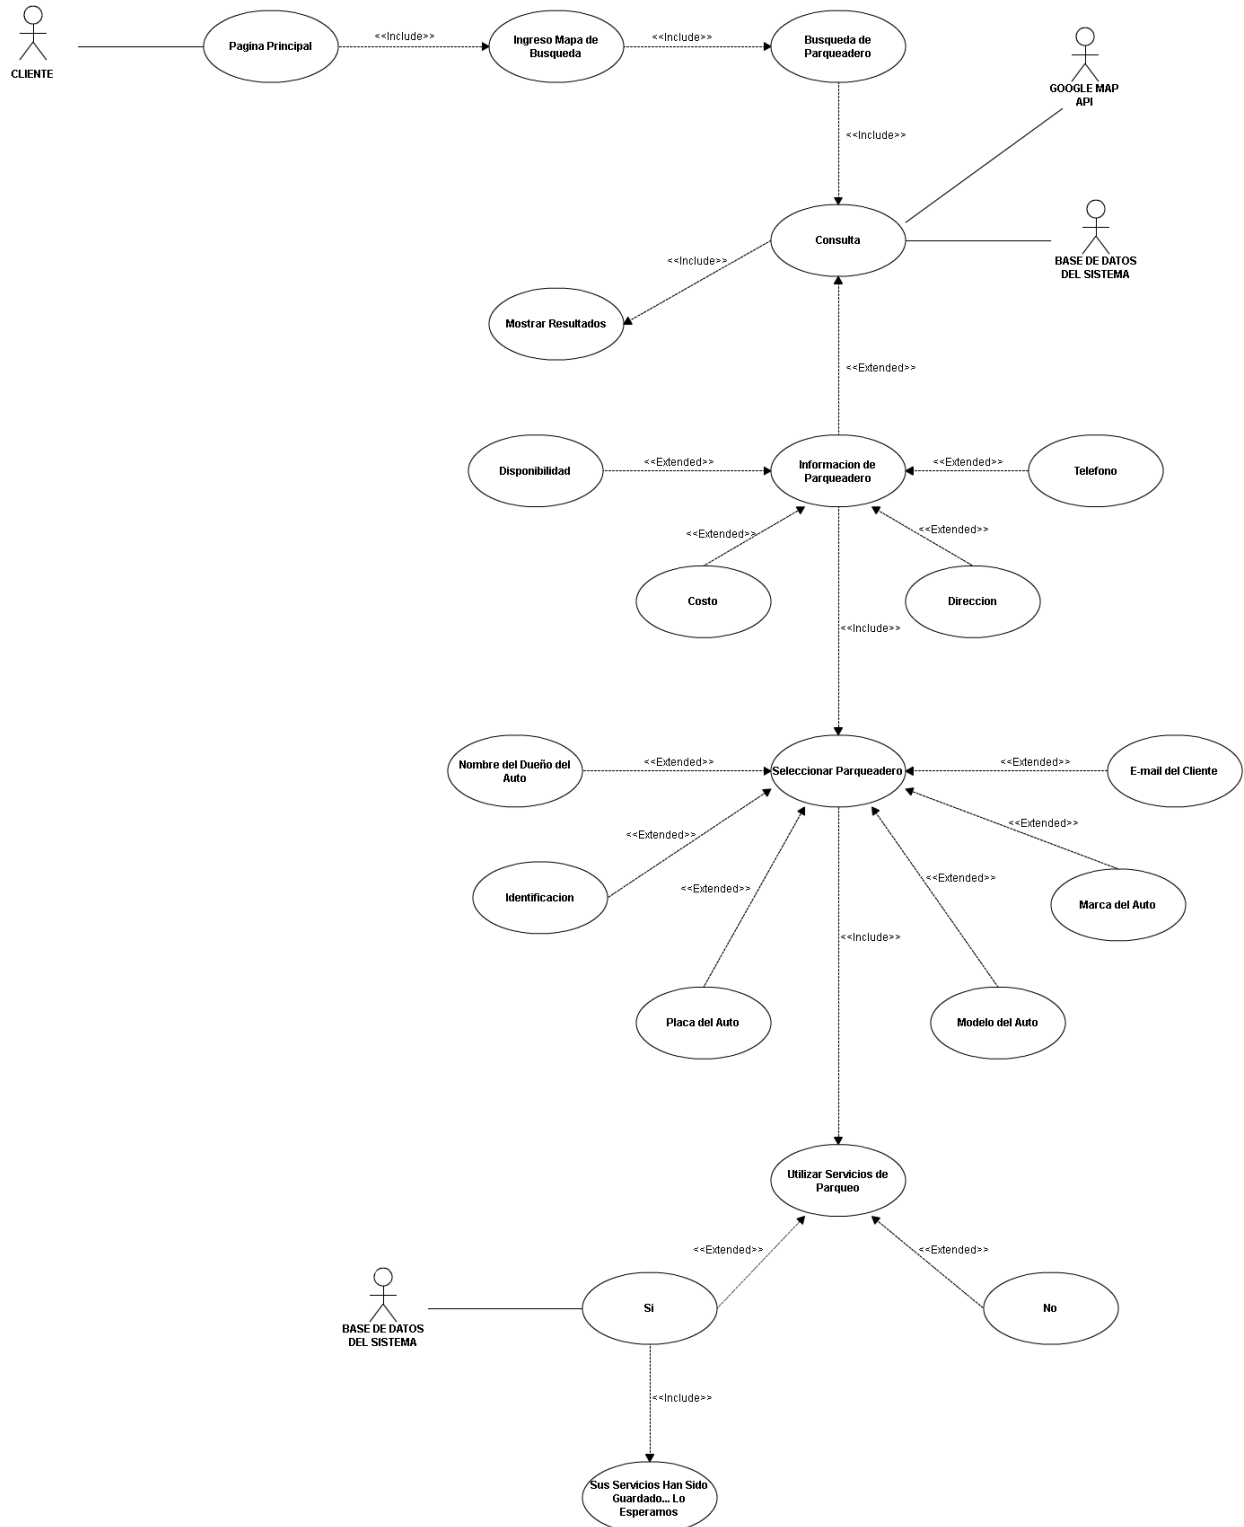 CLIENTE
Pagina Principal
<<Include>>
Ingreso Mapa de
Busqueda
<<Include>>
Busqueda de
Parqueadero
GOOGLE MAP
API
<<Include>>
Consulta
BASE DE DATOS
DEL SISTEMA
<<Include>>
Mostrar Resultados
<<Extended>>
Disponibilidad
<<Extended>>
Informacion de
Parqueadero
<<Extended>>
Telefono
<<Extended>>
<<Extended>>
Costo
Direccion
<<Include>>
Nombre del Dueño del
Auto
<<Extended>>
Seleccionar Parqueadero
<<Extended>>
E-mail del Cliente
<<Extended>>
<<Extended>>
<<Extended>>
<<Extended>>
Identificacion
Marca del Auto
<<Include>>
Placa del Auto
Modelo del Auto
Utilizar Servicios de
Parqueo
<<Extended>>
<<Extended>>
BASE DE DATOS
DEL SISTEMA
Si
No
<<Include>>
Sus Servicios Han Sido
Guardado... Lo
Esperamos